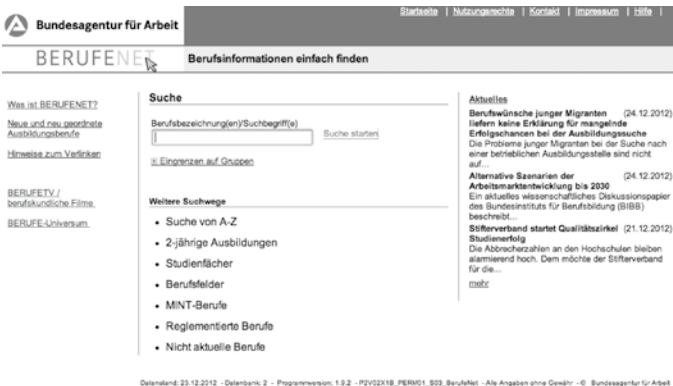 Startseite | Nutzungsrechte | Kontakt | Impressum | Hilfe |
Bundesagentur für Arbeit
BERUFENET
Berufsinformationen einfach finden
Was ist BERUFENET?
Neue und neu geordnete
Ausbildungsberufe
Hinweise zum Verlinken
BERUFETV /
berufskundliche Filme
BERUFE-Universum
Suche
Berufsbezeichnung(en)/Suchbegriff(e)
Suche starten
Eingrenzen auf Gruppen
Weitere Suchwege
• Suche von A-Z
• 2-jährige Ausbildungen
• Studienfächer
• Berufsfelder
• MINT-Berufe
• Reglementierte Berufe
• Nicht aktuelle Berufe
Aktuelles
Berufswünsche junger Migranten (24.12.2012)
liefern keine Erklärung für mangelnde
Erfolgschancen bei der Ausbildungssuche
Die Probleme junger Migranten bei der Suche nach
einer betrieblichen Ausbildungsstelle sind nicht
auf...
Alternative Szenarien der (24.12.2012)
Arbeitsmarktentwicklung bis 2030
Ein aktuelles wissenschaftliches Diskussionspapier
des Bundesinstituts für Berufsbildung (BIBB)
beschreibt...
Stifterverband startet Qualitätszirkel (21.12.2012)
Studienerfolg
Die Abbrecherzahlen an den Hochschulen bleiben
alarmierend hoch. Dem möchte der Stifterverband
für die...
mehr
Datenstand: 23.12.2012 - Datenbank: 2 - Programmversion: 1.9.2 - P2V02X1B_PERM01_S03_BerufeNet - Alle Angaben ohne Gewähr - © Bundesagentur für Arbeit